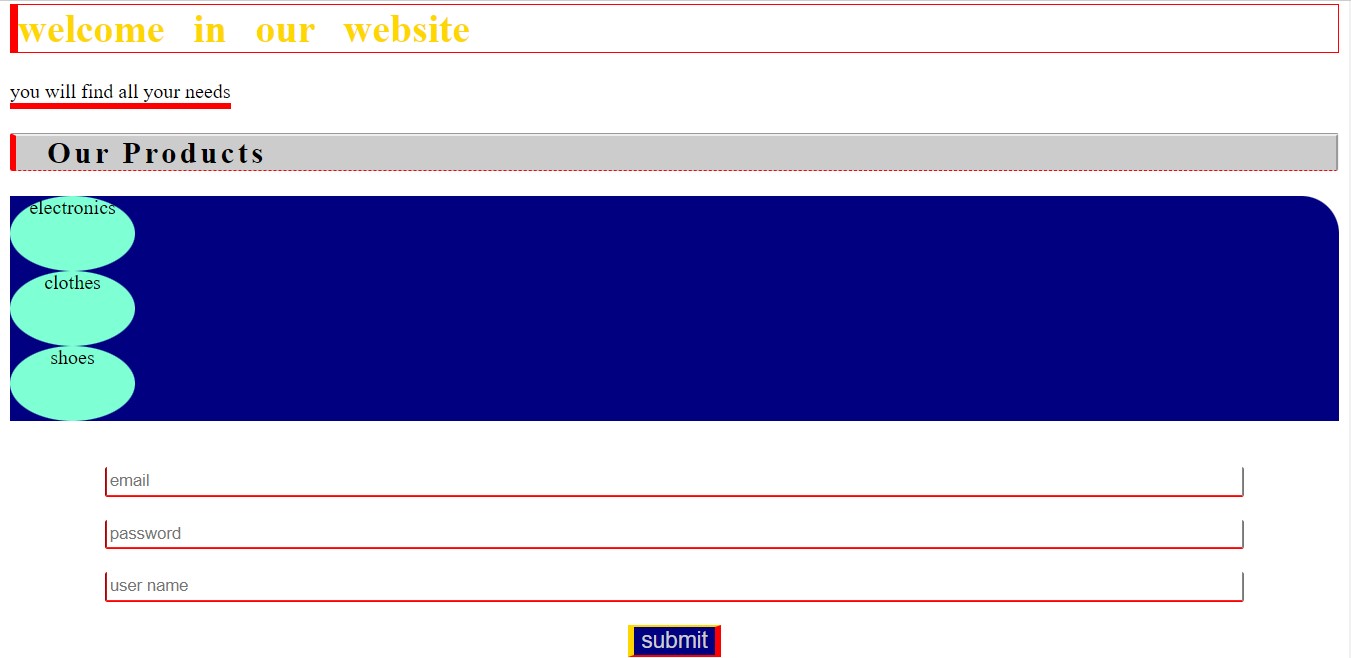 welcome in our website
you will find all your needs
Our Products
electronics
clothes
shoes
email
password
user name
submit